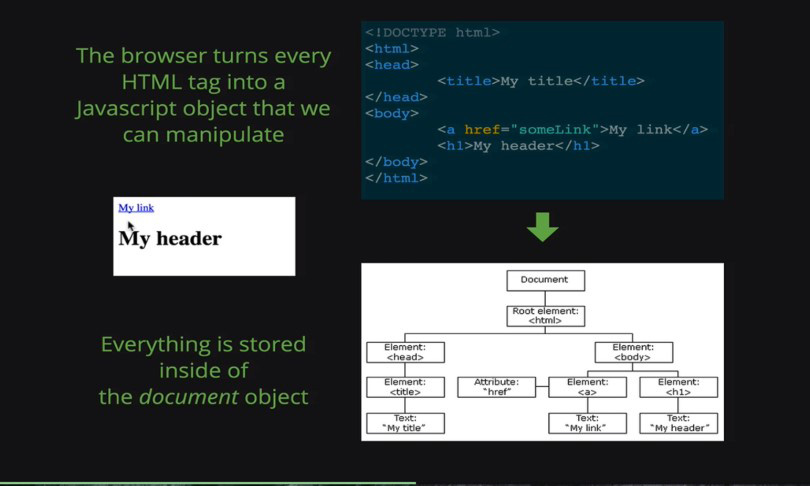 The browser turns every
HTML tag into a
Javascript object that we
can manipulate
<!DOCTYPE html>
<html>
<head>
<title>My title</title>
</head>
<body>
<a href="someLink">My link</a>
<h1>My header</h1>
</body>
</html>
My link
My header
Everything is stored
inside of
the document object
Document
Root element:
<html>
Element:
<head>
Element:
<body>
Element:
<title>
Attribute:
"href"
Element:
<a>
Element:
<h1>
Text:
"My title"
Text:
"My link"
Text:
"My header"